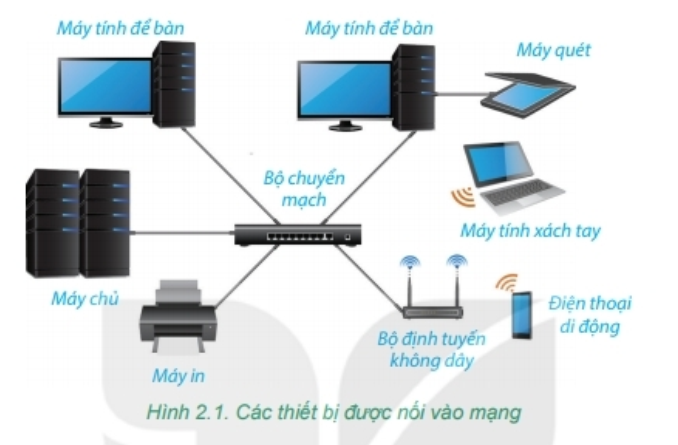 Máy tính để bàn
Máy tính để bàn
Máy quét
Bộ chuyển
mạch
Máy tính xách tay
Máy chủ
Điện thoại
di động
Bộ định tuyến
không dây
Máy in
Hình 2.1. Các thiết bị được nối vào mạng